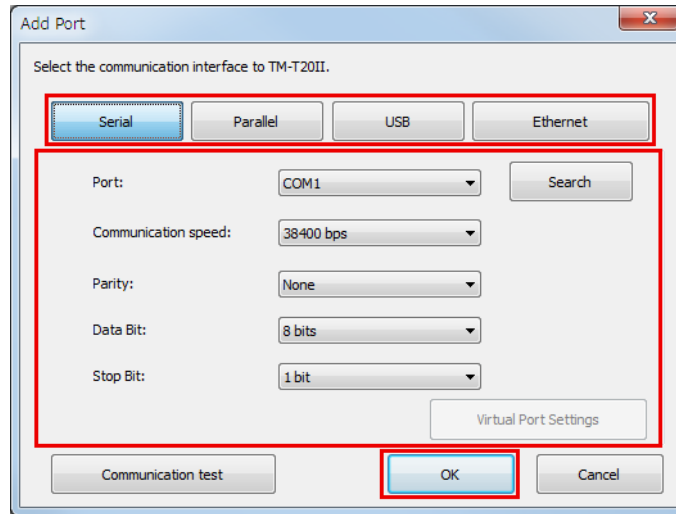 Add Port
Select the communication interface to TM-T20II.
Serial Parallel USB Ethernet
Port: COM1 Search
Communication speed: 38400 bps
Parity: None
Data Bit: 8 bits
Stop Bit: 1 bit
Virtual Port Settings
Communication test OK Cancel